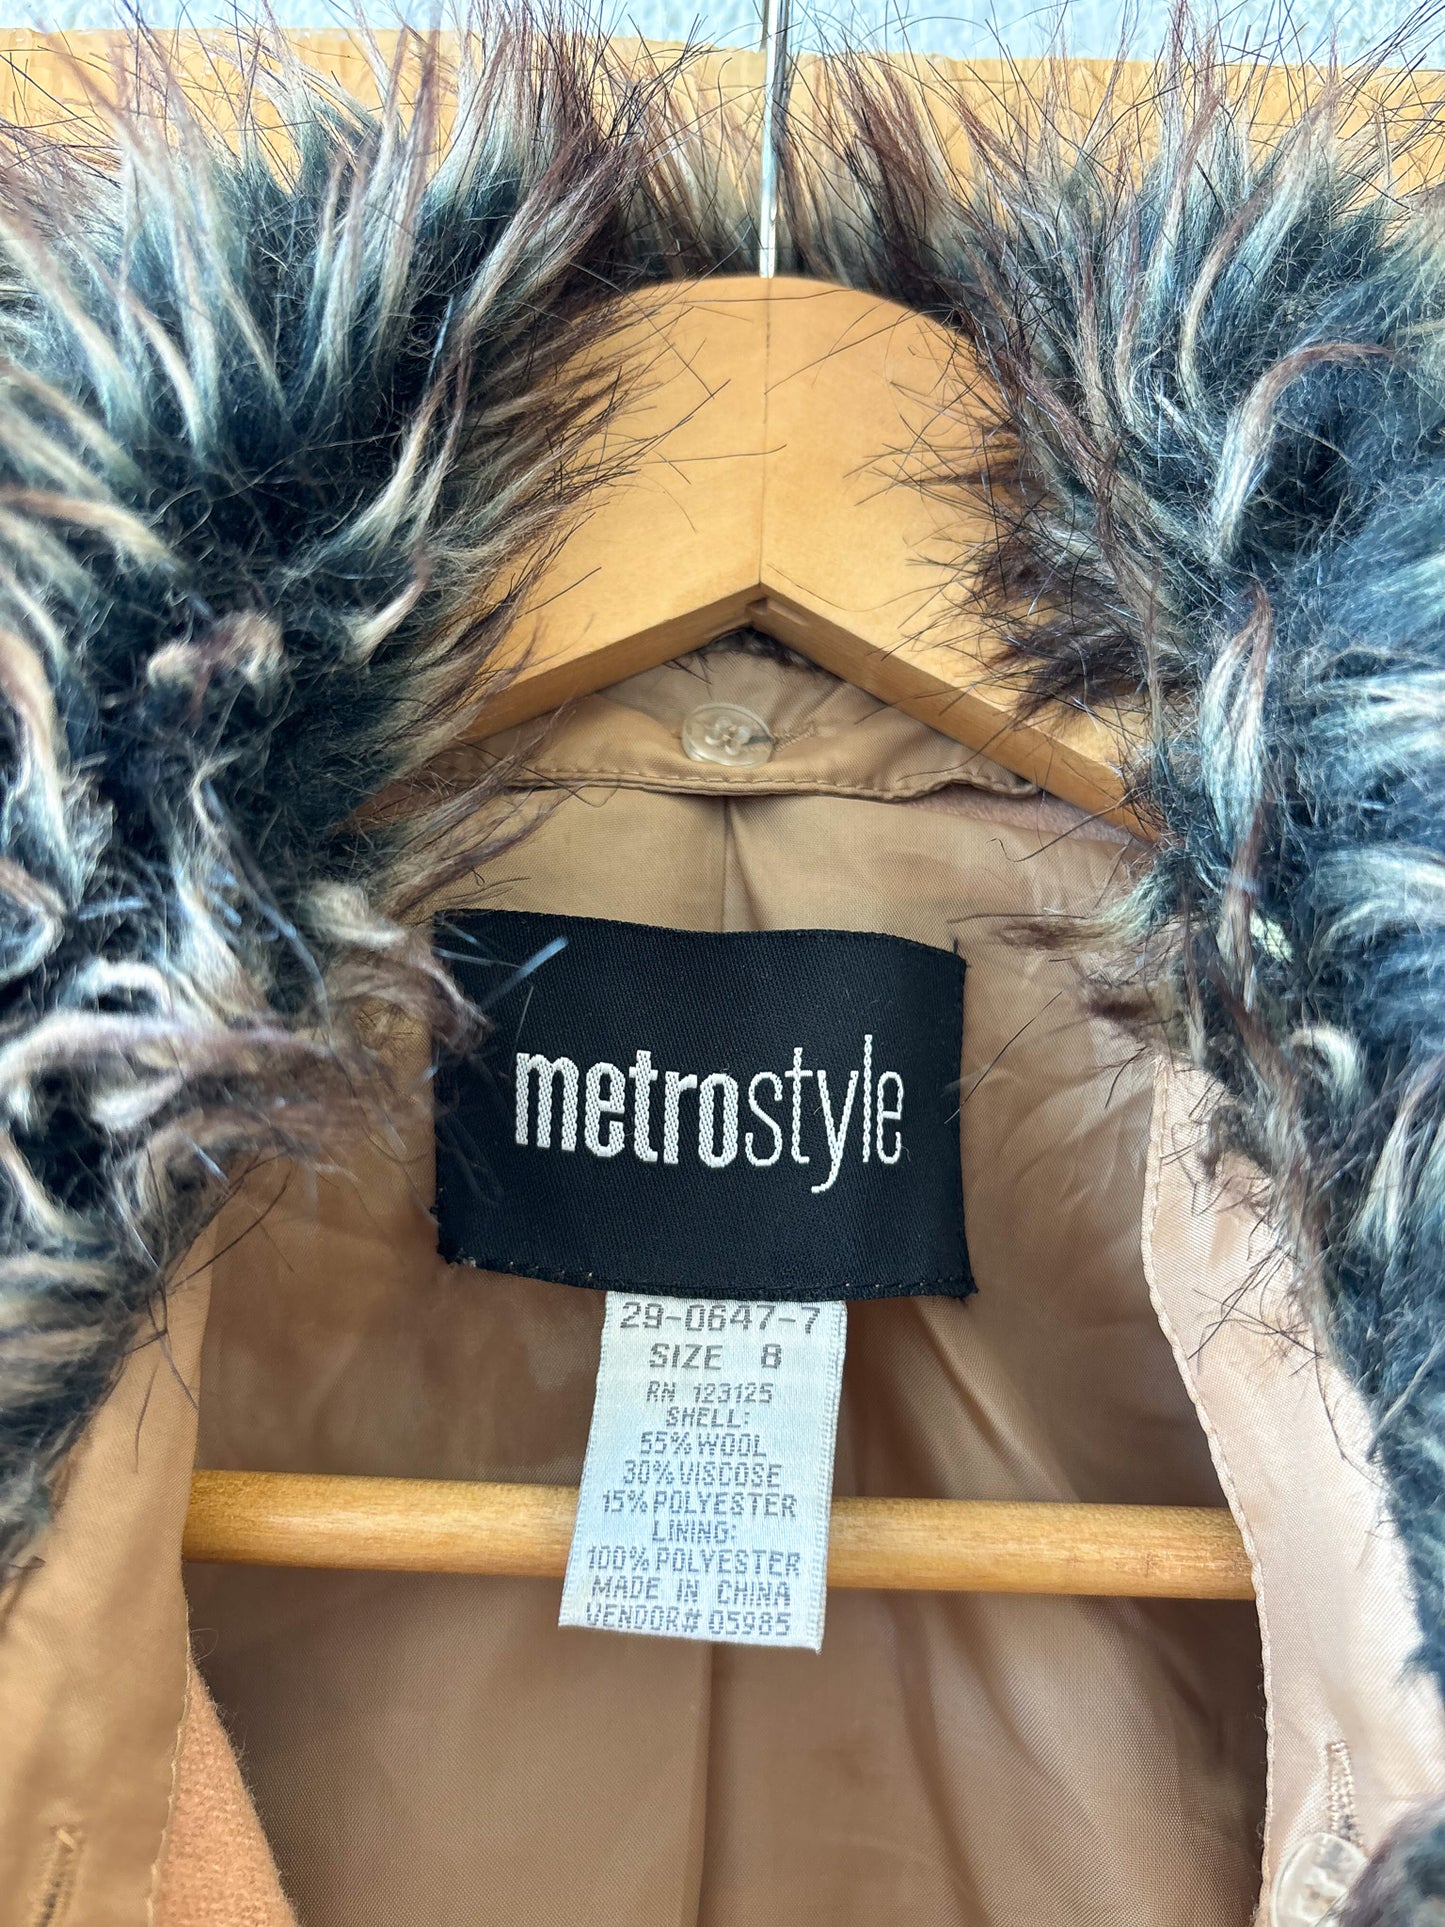 metrostyle
29-0647-7
SIZE 8
RN 123125
SHELL:
55%WOOL
30%VISCOSE
15%POLYESTER
LINING:
100%POLYESTER
MADE IN CHINA
VENDOR# 05985